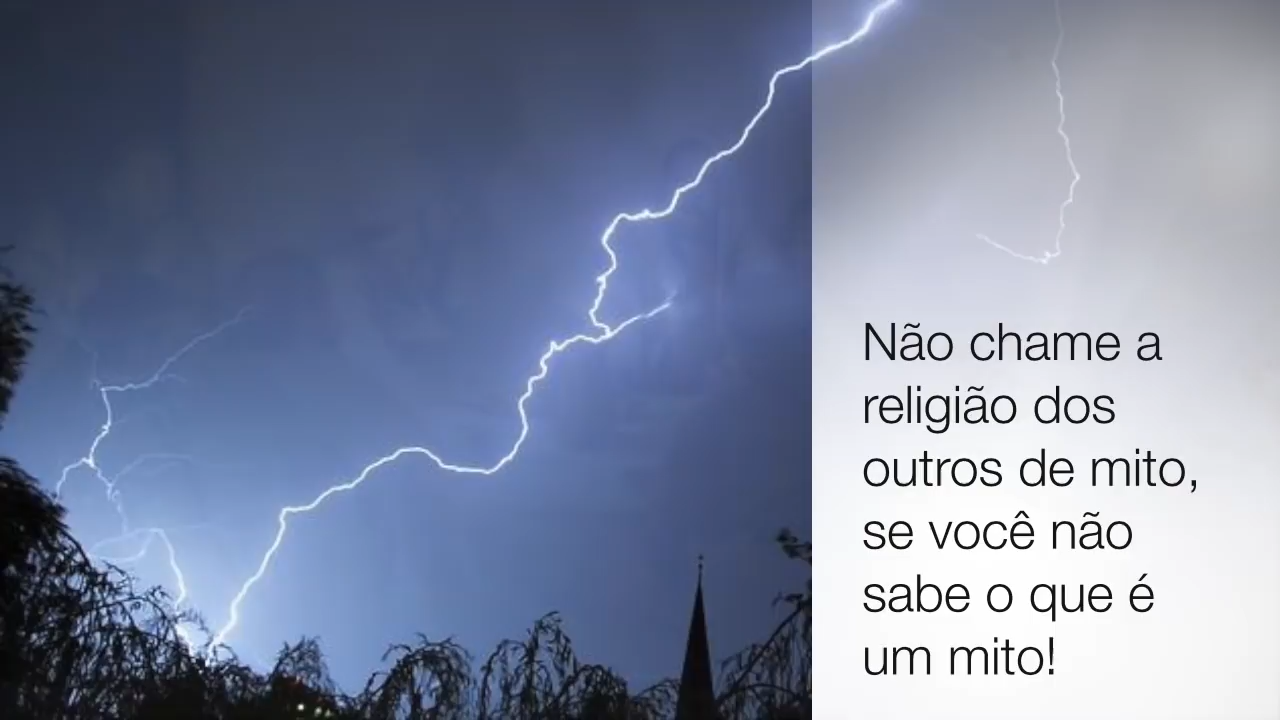 Não chame a
religião dos
outros de mito,
se você não
sabe o que é
um mito!